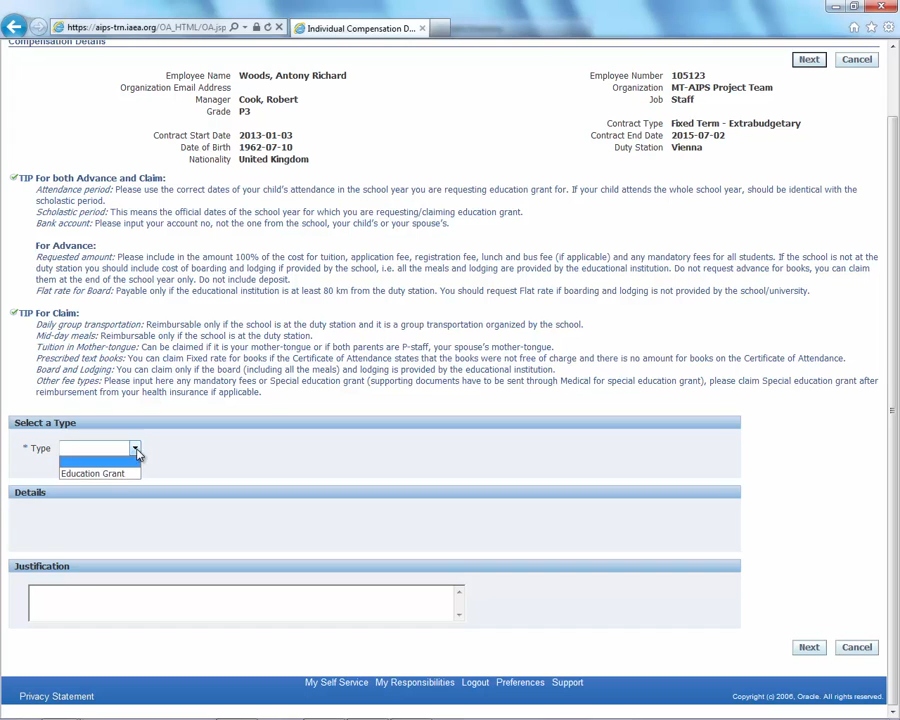 https://aips-trn.iaea.org/OA_HTML/OA.jsp
Individual Compensation D...
Compensation Details
Next Cancel
Employee Name Woods, Antony Richard
Organization Email Address
Manager Cook, Robert
Grade P3
Contract Start Date 2013-01-03
Date of Birth 1962-07-10
Nationality United Kingdom
Employee Number 105123
Organization MT-AIPS Project Team
Job Staff
Contract Type Fixed Term - Extrabudgetary
Contract End Date 2015-07-02
Duty Station Vienna
TIP For both Advance and Claim:
Attendance period: Please use the correct dates of your child's attendance in the school year you are requesting education grant for. If your child attends the whole school year, should be identical with the
scholastic period.
Scholastic period: This means the official dates of the school year for which you are requesting/claiming education grant.
Bank account: Please input your account no, not the one from the school, your child's or your spouse's.
For Advance:
Requested amount: Please include in the amount 100% of the cost for tuition, application fee, registration fee, lunch and bus fee (if applicable) and any mandatory fees for all students. If the school is not at the
duty station you should include cost of boarding and lodging if provided by the school, i.e. all the meals and lodging are provided by the educational institution. Do not request advance for books, you can claim
them at the end of the school year only. Do not include deposit.
Flat rate for Board: Payable only if the educational institution is at least 80 km from the duty station. You should request Flat rate if boarding and lodging is not provided by the school/university.
TIP For Claim:
Daily group transportation: Reimbursable only if the school is at the duty station and it is a group transportation organized by the school.
Mid-day meals: Reimbursable only if the school is at the duty station.
Tuition in Mother-tongue: Can be claimed if it is your mother-tongue or if both parents are P-staff, your spouse's mother-tongue.
Prescribed text books: You can claim Fixed rate for books if the Certificate of Attendance states that the books were not free of charge and there is no amount for books on the Certificate of Attendance.
Board and Lodging: You can claim only if the board (including all the meals) and lodging is provided by the educational institution.
Other fee types: Please input here any mandatory fees or Special education grant (supporting documents have to be sent through Medical for special education grant), please claim Special education grant after
reimbursement from your health insurance if applicable.
Select a Type
* Type
Education Grant
Details
Justification
Next Cancel
My Self Service My Responsibilities Logout Preferences Support
Privacy Statement
Copyright (c) 2006, Oracle. All rights reserved.